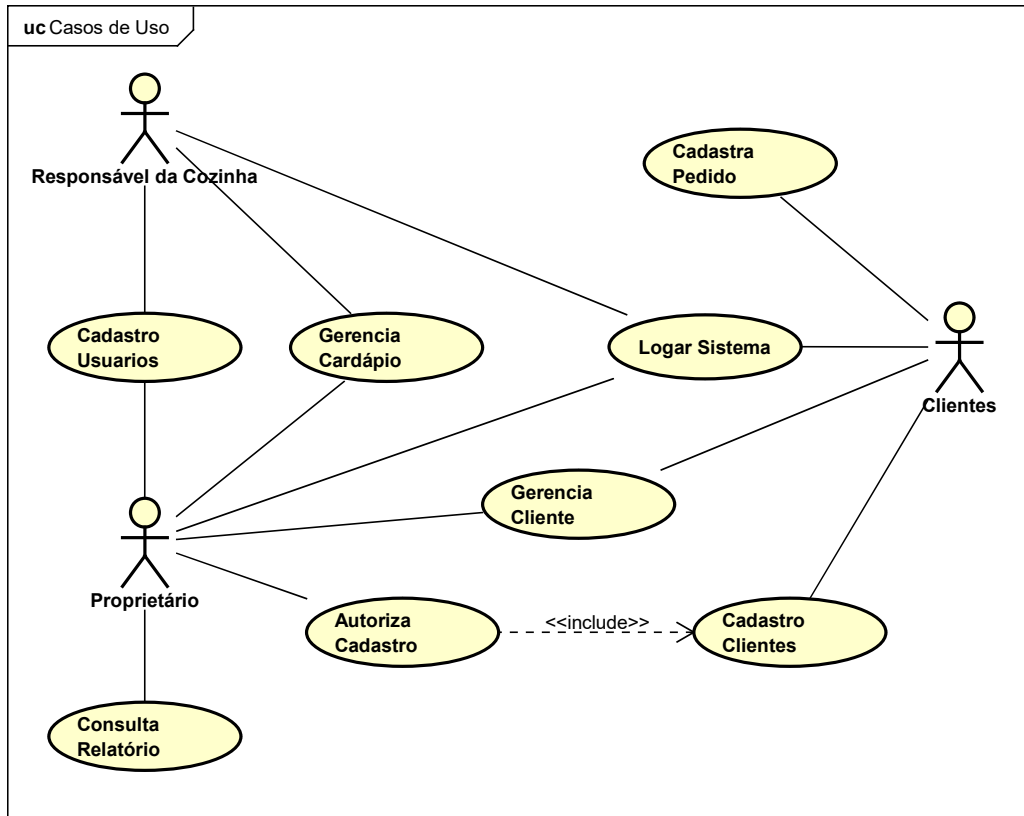 uc Casos de Uso
Responsável da Cozinha
Cadastra
Pedido
Cadastro
Usuarios
Gerencía
Cardápio
Logar Sistema
Clientes
Gerencia
Cliente
Proprietário
Autoriza
Cadastro
<<include>>
Cadastro
Clientes
Consulta
Relatório